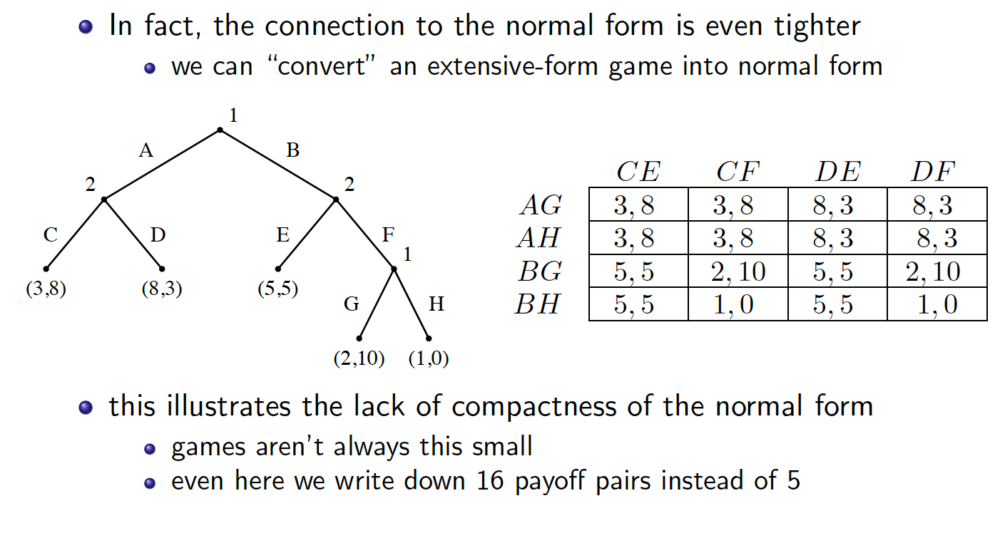 In fact, the connection to the normal form is even tighter
we can “convert” an extensive-form game into normal form
1
A B
2 2
C D E F
1
(3,8) (8,3) (5,5)
G H
(2,10) (1,0)
CE CF DE DF
AG 3, 8 3, 8 8, 3 8, 3
AH 3, 8 3, 8 8, 3 8, 3
BG 5, 5 2, 10 5, 5 2, 10
BH 5, 5 1, 0 5, 5 1, 0
this illustrates the lack of compactness of the normal form
games aren’t always this small
even here we write down 16 payoff pairs instead of 5